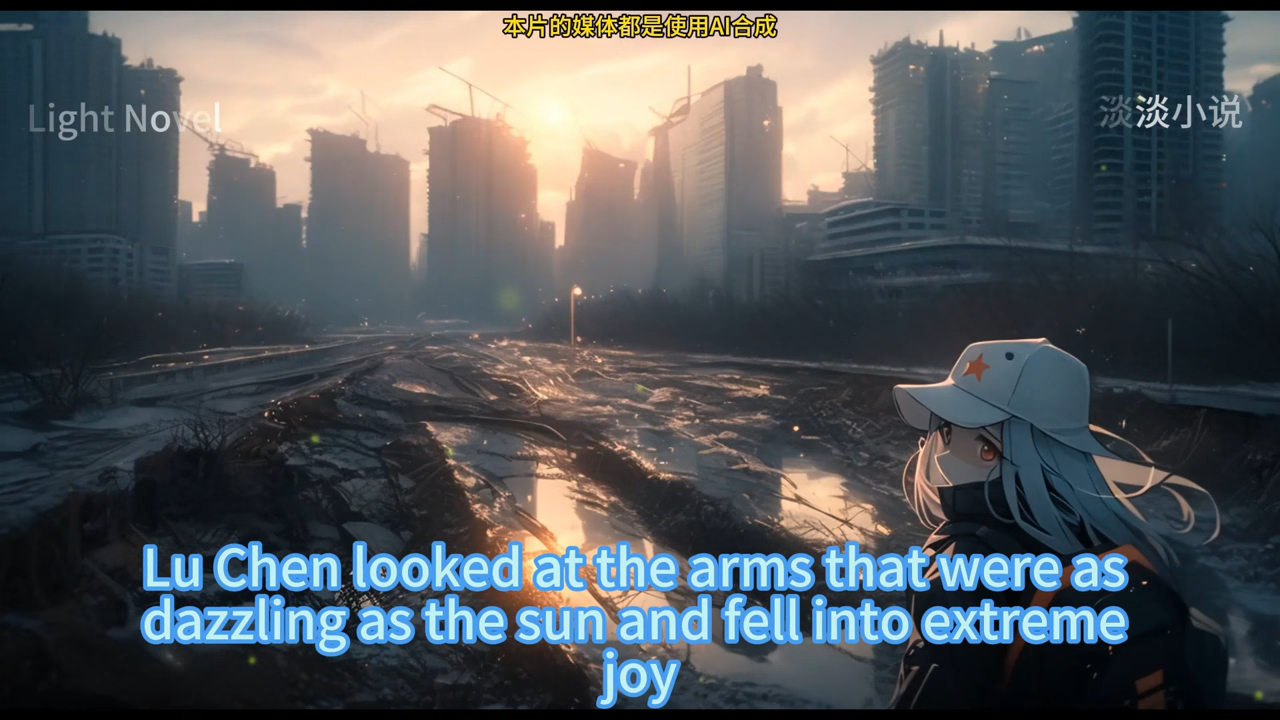 本片的媒体都是使用AI合成
Light Novel
淡淡小说
Lu Chen looked at the arms that were as
dazzling as the sun and fell into extreme
joy